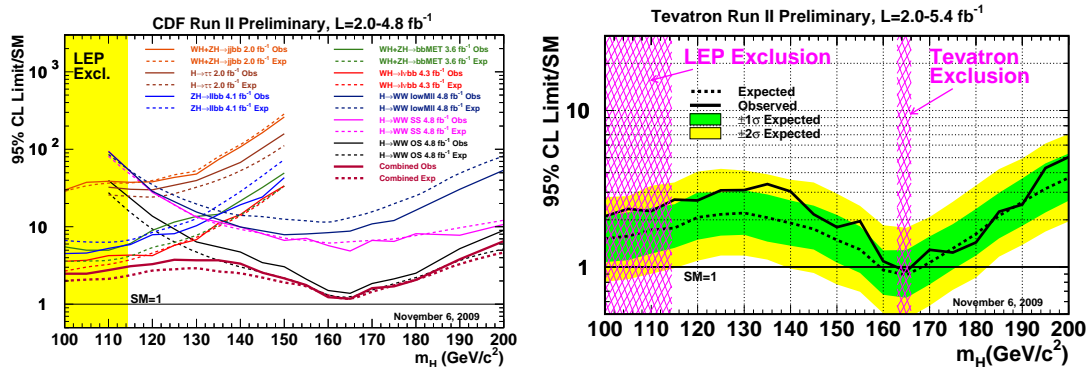 CDF Run II Preliminary, L=2.0-4.8 fb⁻¹
95% CL Limit/SM
10³
10²
10
1
LEP
Excl.
WH+ZH→jjbb 2.0 fb⁻¹ Obs
WH+ZH→jjbb 2.0 fb⁻¹ Exp
H→ττ 2.0 fb⁻¹ Obs
H→ττ 2.0 fb⁻¹ Exp
ZH→llbb 4.1 fb⁻¹ Obs
ZH→llbb 4.1 fb⁻¹ Exp
WH+ZH→bbMET 3.6 fb⁻¹ Obs
WH+ZH→bbMET 3.6 fb⁻¹ Exp
WH→lνbb 4.3 fb⁻¹ Obs
WH→lνbb 4.3 fb⁻¹ Exp
H→WW lowMll 4.8 fb⁻¹ Obs
H→WW lowMll 4.8 fb⁻¹ Exp
H→WW SS 4.8 fb⁻¹ Obs
H→WW SS 4.8 fb⁻¹ Exp
H→WW OS 4.8 fb⁻¹ Obs
H→WW OS 4.8 fb⁻¹ Exp
Combined Obs
Combined Exp
SM=1
November 6, 2009
100 110 120 130 140 150 160 170 180 190 200
m_H (GeV/c²)
Tevatron Run II Preliminary, L=2.0-5.4 fb⁻¹
95% CL Limit/SM
10
1
LEP Exclusion
Tevatron
Exclusion
Expected
Observed
±1σ Expected
±2σ Expected
SM=1
November 6, 2009
100 110 120 130 140 150 160 170 180 190 200
m_H(GeV/c²)